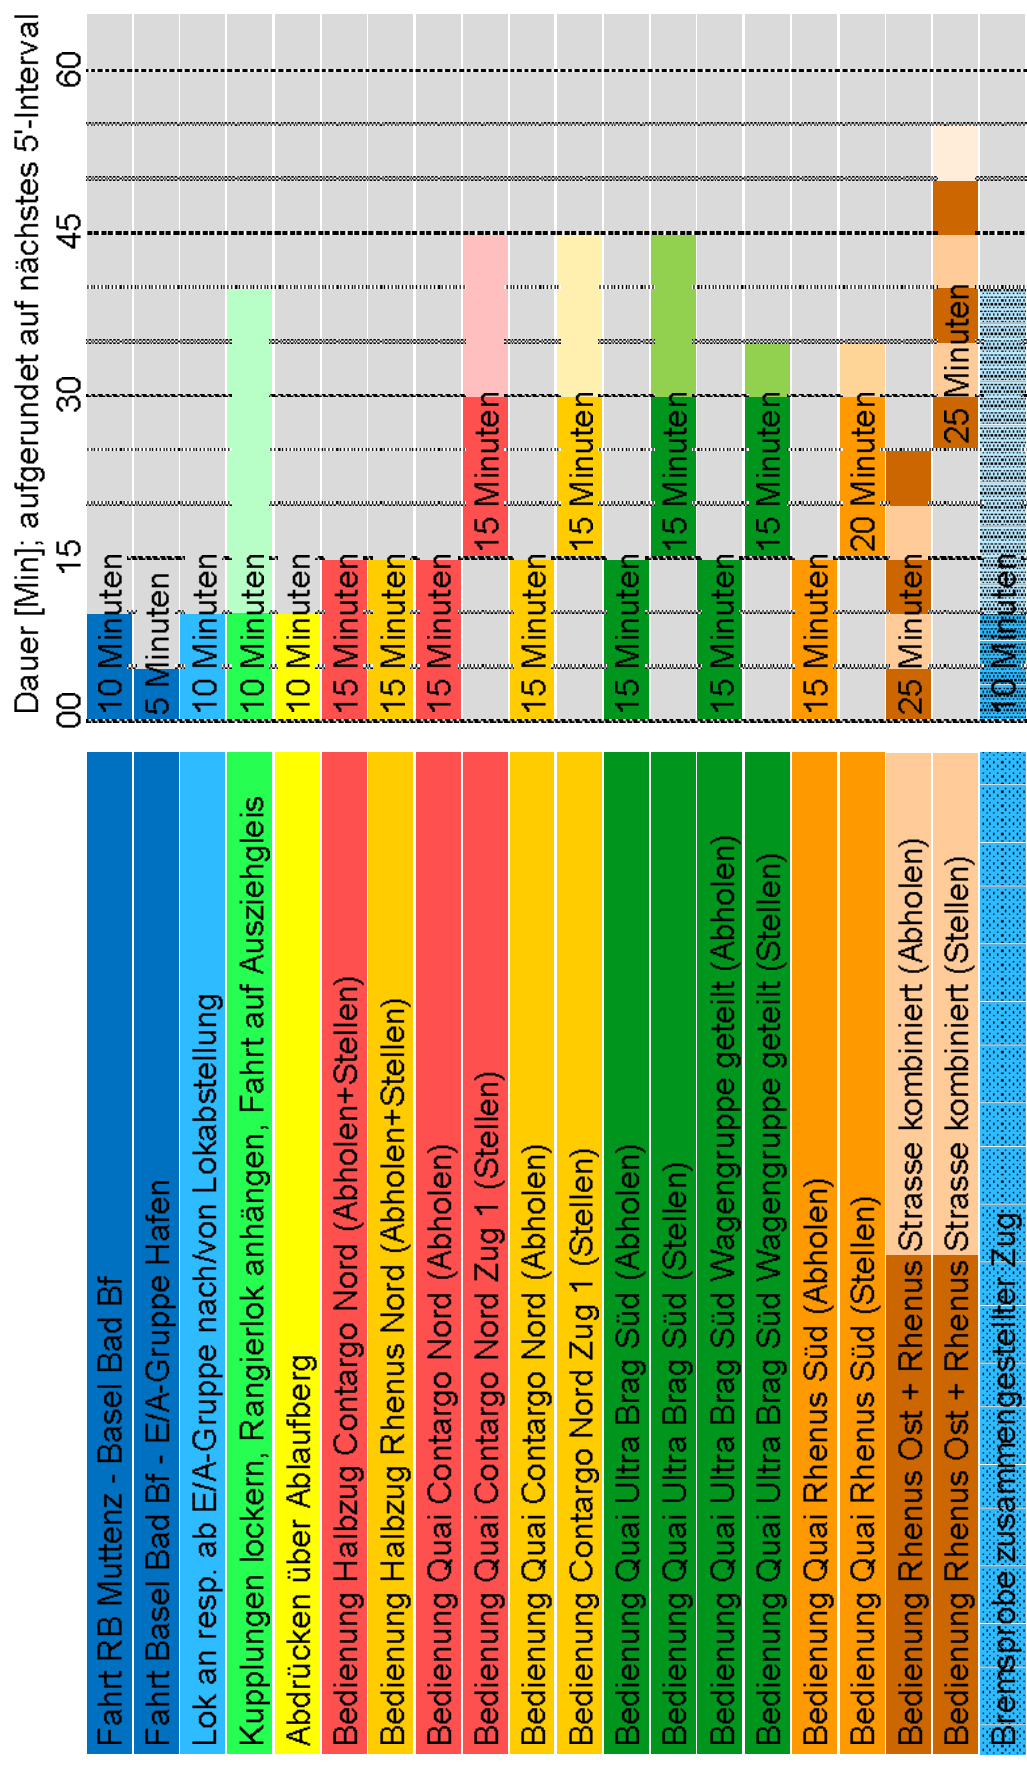 Dauer [Min]; aufgerundet auf nächstes 5'-Interval
00 15 30 45 60
Fahrt RB Muttenz - Basel Bad Bf 10 Minuten
Fahrt Basel Bad Bf - E/A-Gruppe Hafen 5 Minuten
Lok an resp. ab E/A-Gruppe nach/von Lokabstellung 10 Minuten
Kupplungen lockern, Rangierlok anhängen, Fahrt auf Ausziehgleis 10 Minuten
Abdrücken über Ablaufberg 10 Minuten
Bedienung Halbzug Contargo Nord (Abholen+Stellen) 15 Minuten
Bedienung Halbzug Rhenus Nord (Abholen+Stellen) 15 Minuten
Bedienung Quai Contargo Nord (Abholen) 15 Minuten
Bedienung Quai Contargo Nord Zug 1 (Stellen) 15 Minuten
Bedienung Quai Contargo Nord (Abholen) 15 Minuten
Bedienung Contargo Nord Zug 1 (Stellen) 15 Minuten
Bedienung Quai Ultra Brag Süd (Abholen) 15 Minuten
Bedienung Quai Ultra Brag Süd (Stellen) 15 Minuten
Bedienung Quai Ultra Brag Süd Wagengruppe geteilt (Abholen) 15 Minuten
Bedienung Quai Ultra Brag Süd Wagengruppe geteilt (Stellen) 15 Minuten
Bedienung Quai Rhenus Süd (Abholen) 15 Minuten
Bedienung Quai Rhenus Süd (Stellen) 20 Minuten
Bedienung Rhenus Ost + Rhenus Strasse kombiniert (Abholen) 25 Minuten
Bedienung Rhenus Ost + Rhenus Strasse kombiniert (Stellen) 25 Minuten
Bremsprobe zusammengestellter Zug 10 Minuten